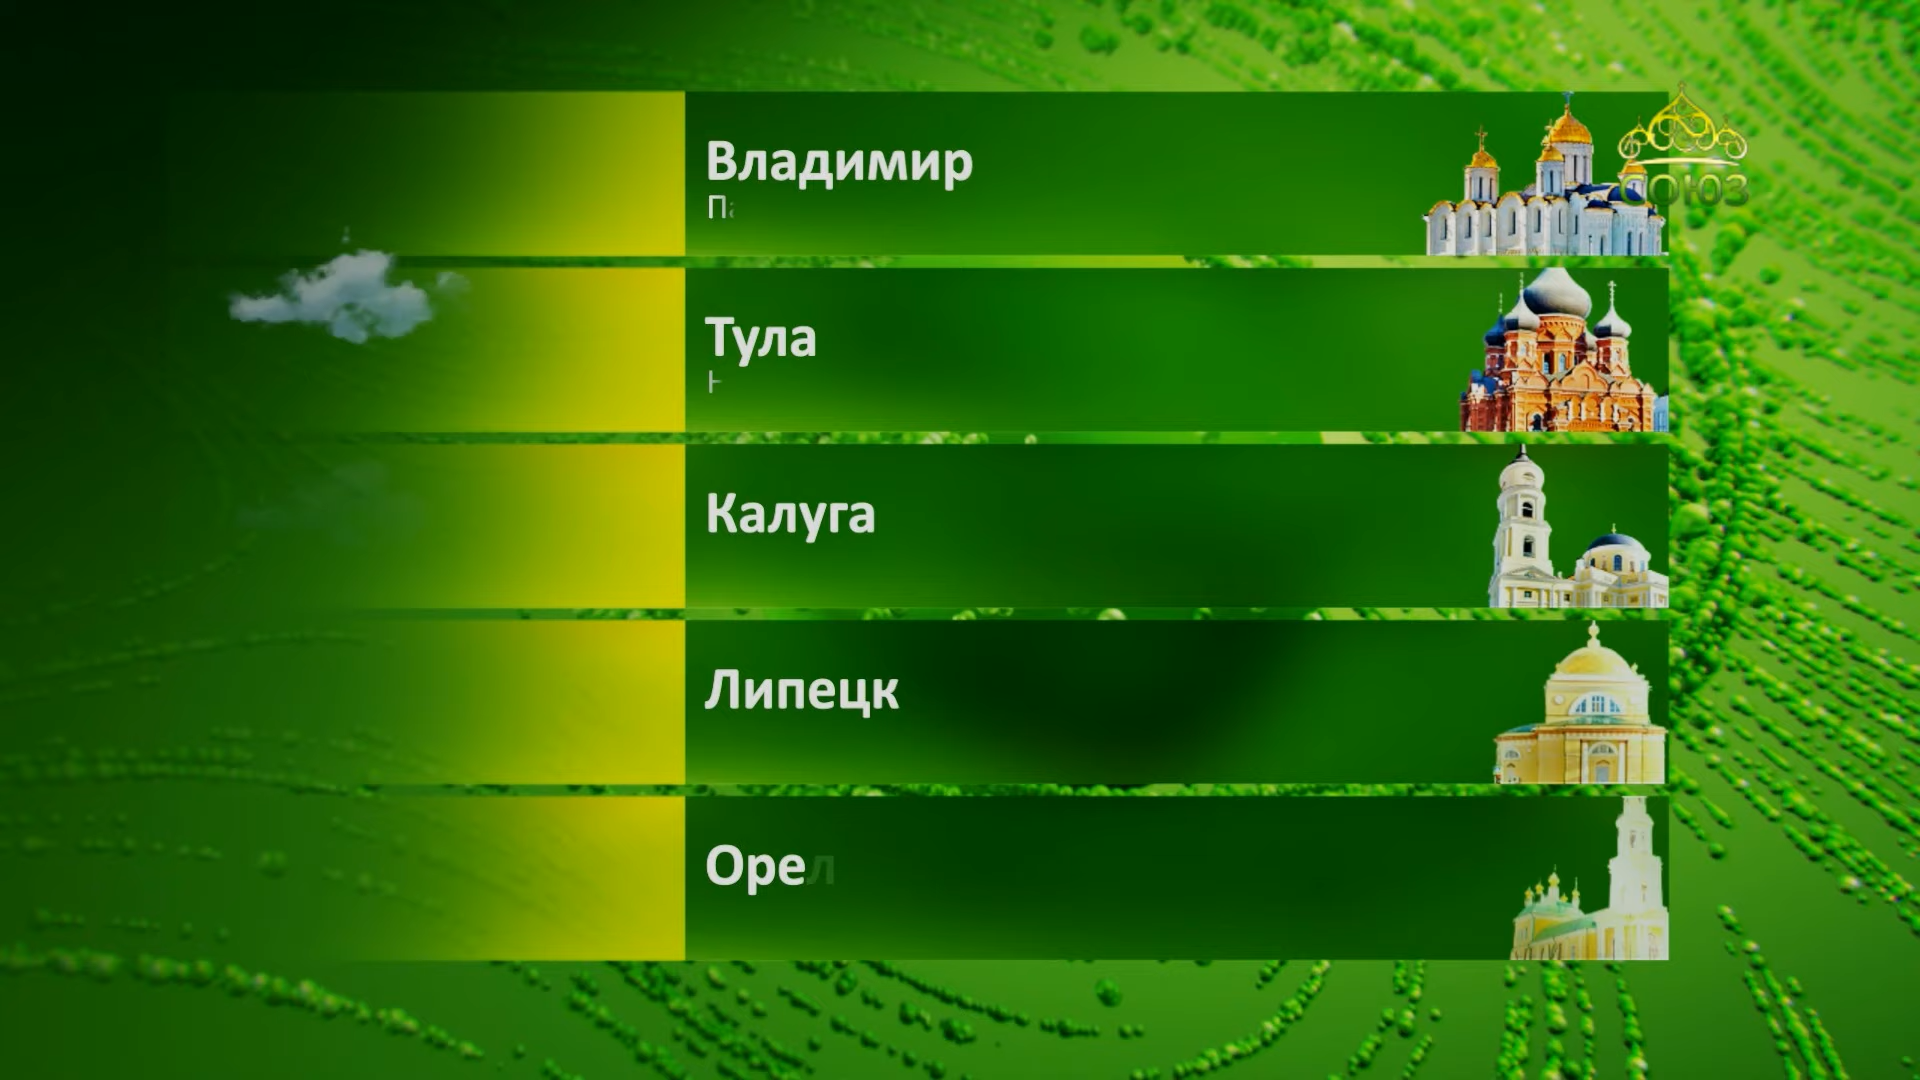 Владимир
СОЮЗ
Тула
Калуга
Липецк
Орел